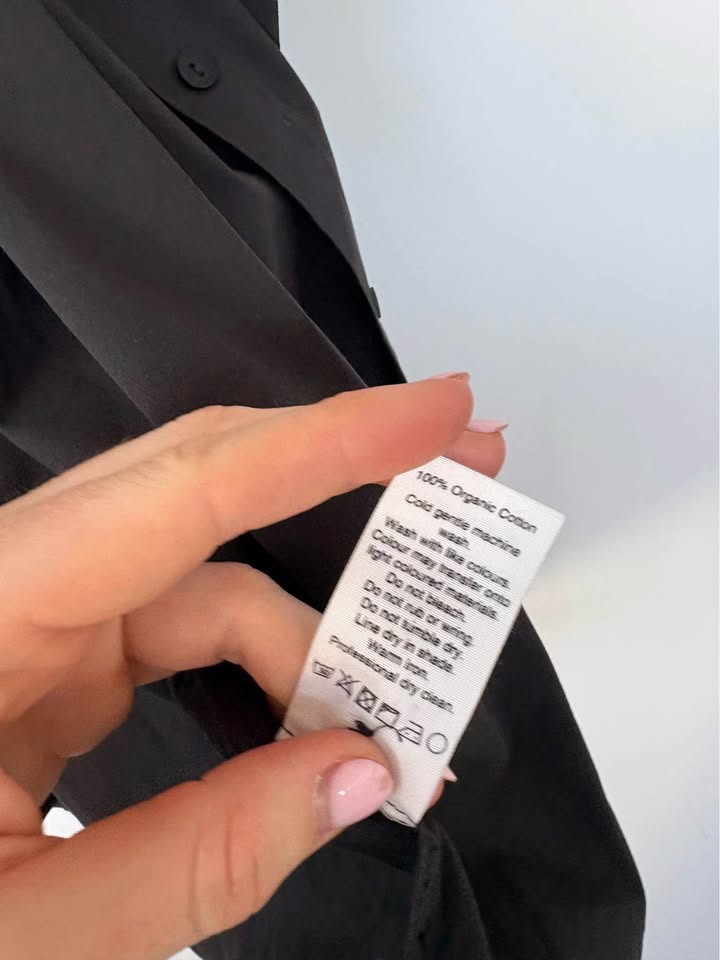 100% Organic Cotton
Cold gentle machine
wash.
Wash with like colours.
Colour may transfer onto
light coloured materials.
Do not bleach.
Do not rub or wring.
Do not tumble dry.
Line dry in shade.
Warm iron.
Professional dry clean.